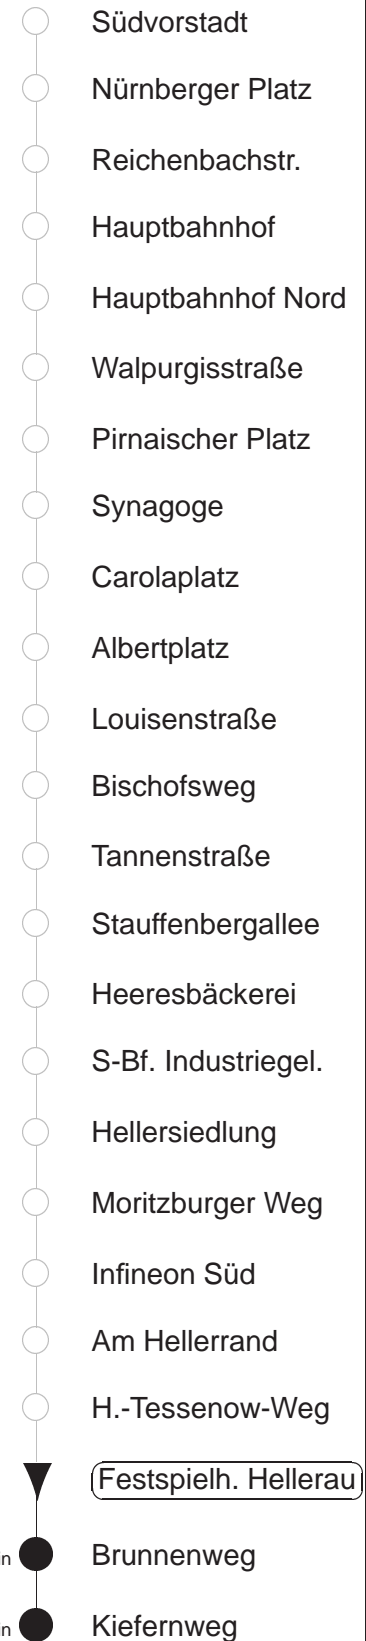 Südvorstadt
Nürnberger Platz
Reichenbachstr.
Hauptbahnhof
Hauptbahnhof Nord
Walpurgisstraße
Pirnaischer Platz
Synagoge
Carolaplatz
Albertplatz
Louisenstraße
Bischofsweg
Tannenstraße
Stauffenbergallee
Heeresbäckerei
S-Bf. Industriegel.
Hellersiedlung
Moritzburger Weg
Infineon Süd
Am Hellerrand
H.-Tessenow-Weg
Festspielh. Hellerau
Brunnenweg
Kiefernweg